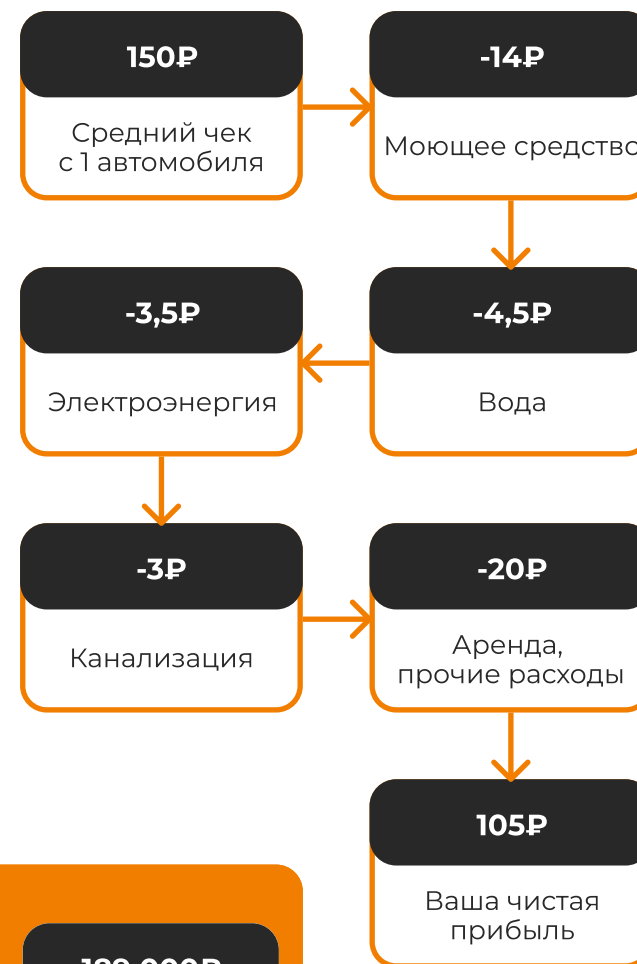 150₽
Средний чек
с 1 автомобиля
-14₽
Моющее средство
-4,5₽
Вода
-3,5₽
Электроэнергия
-3₽
Канализация
-20₽
Аренда,
прочие расходы
105₽
Ваша чистая
прибыль